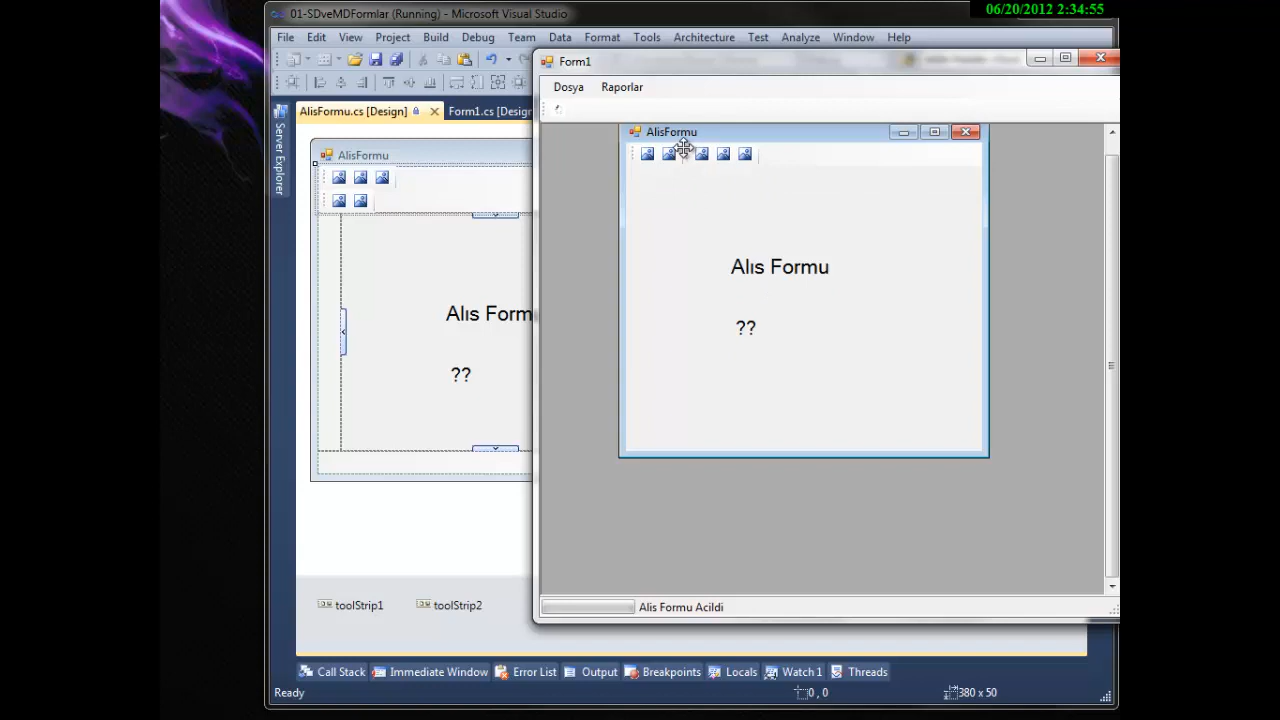 06/20/2012 2:34:55
01-SDveMDFormlar (Running) - Microsoft Visual Studio
File Edit View Project Build Debug Team Data Format Tools Architecture Test Analyze Window Help
Form1
Dosya Raporlar
AlisFormu.cs [Design] Form1.cs [Desig
Server Explorer
AlisFormu
AlisFormu
Alıs Formu
??
Alıs Form
??
toolStrip1 toolStrip2
Alis Formu Acildi
Call Stack Immediate Window Error List Output Breakpoints Locals Watch 1 Threads
Ready 0 , 0 380 x 50